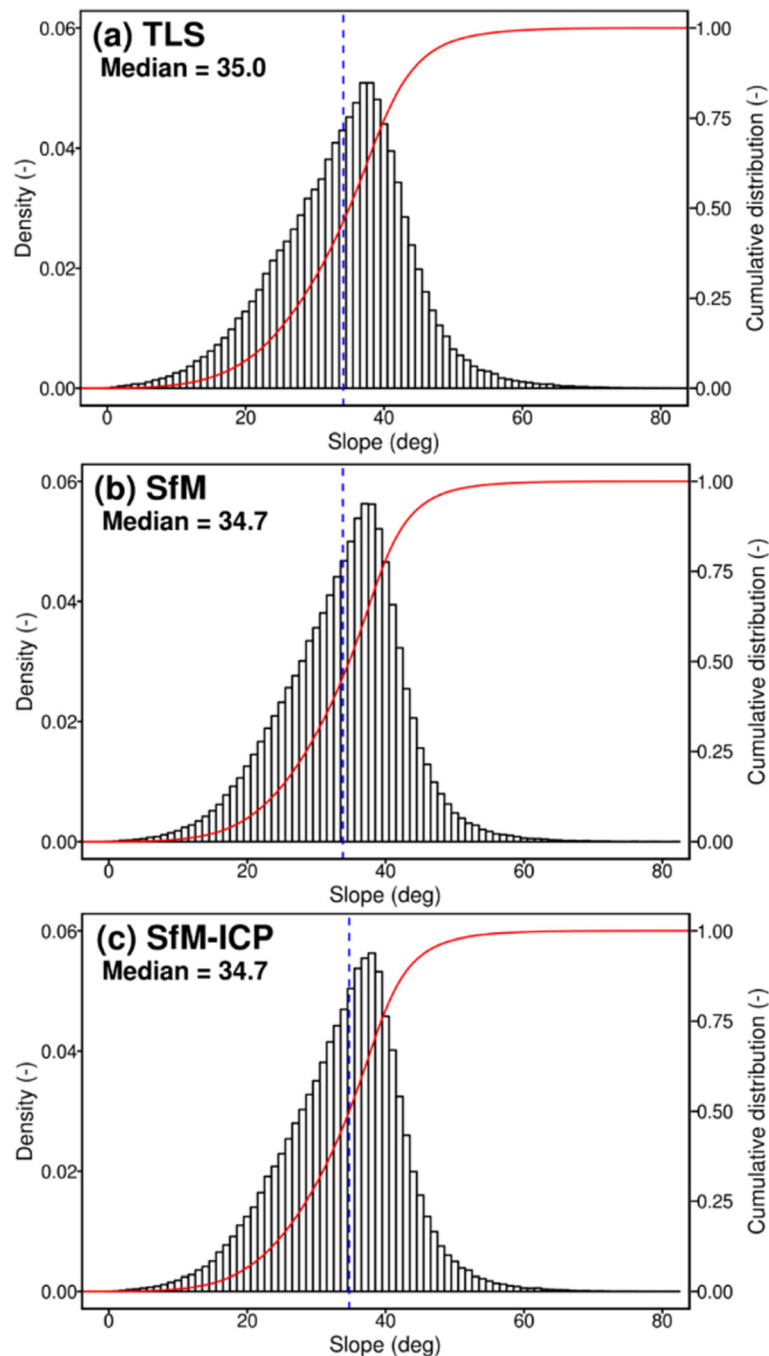 (a) TLS
Median = 35.0
0.06
0.04
0.02
0.00
Density (-)
1.00
0.75
0.50
0.25
0.00
Cumulative distribution (-)
0 20 40 60 80
Slope (deg)
(b) SfM
Median = 34.7
0.06
0.04
0.02
0.00
Density (-)
1.00
0.75
0.50
0.25
0.00
Cumulative distribution (-)
0 20 40 60 80
Slope (deg)
(c) SfM-ICP
Median = 34.7
0.06
0.04
0.02
0.00
Density (-)
1.00
0.75
0.50
0.25
0.00
Cumulative distribution (-)
0 20 40 60 80
Slope (deg)